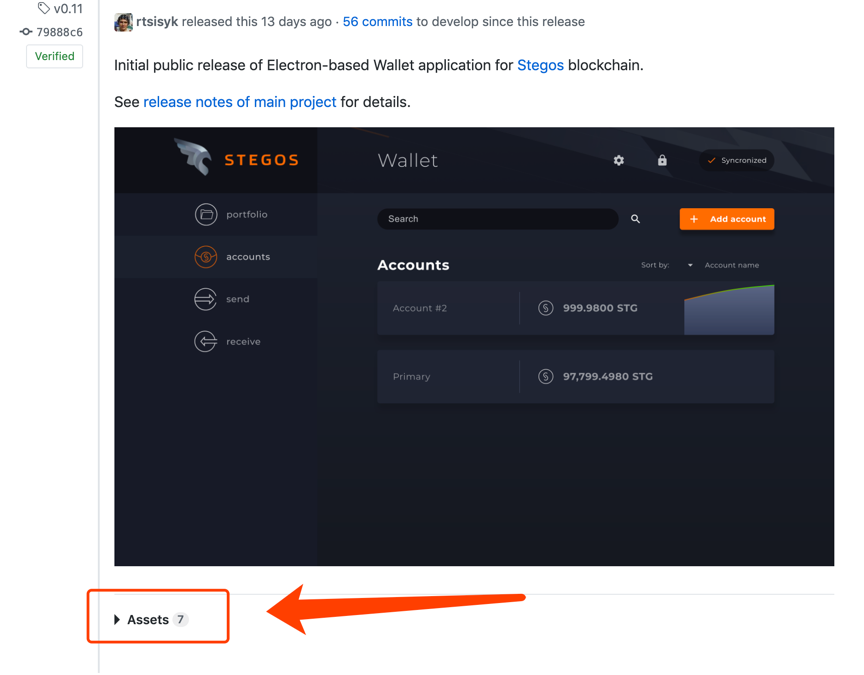 v0.11
79888c6
Verified
rtsisyk released this 13 days ago · 56 commits to develop since this release
Initial public release of Electron-based Wallet application for Stegos blockchain.
See release notes of main project for details.
STEGOS
Wallet
Syncronized
portfolio
accounts
send
receive
Search
Add account
Accounts
Sort by: Account name
Account #2 999.9800 STG
Primary 97,799.4980 STG
Assets 7